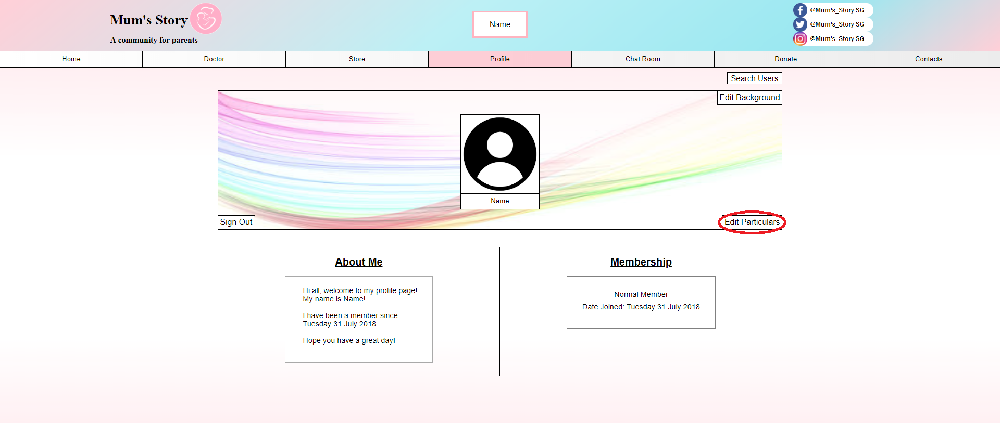 Mum's Story
A community for parents
Name
@Mum's_Story SG
@Mum's_Story SG
@Mum's_Story SG
Home
Doctor
Store
Profile
Chat Room
Donate
Contacts
Search Users
Edit Background
Name
Sign Out
Edit Particulars
About Me
Hi all, welcome to my profile page!
My name is Name!
I have been a member since
Tuesday 31 July 2018.
Hope you have a great day!
Membership
Normal Member
Date Joined: Tuesday 31 July 2018